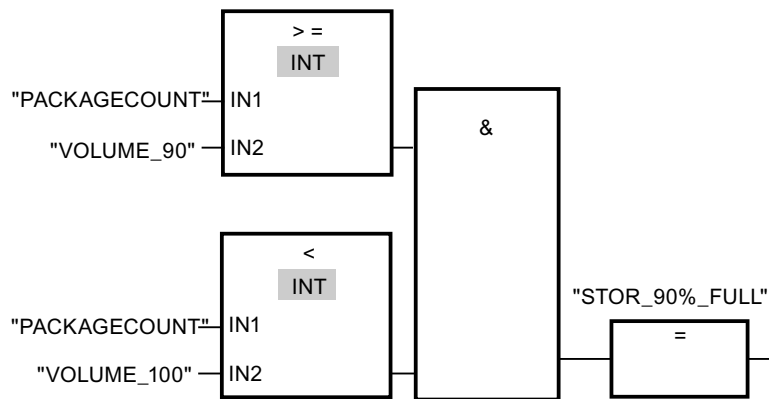 > =
INT
"PACKAGECOUNT" IN1
"VOLUME_90" IN2
&
<
INT
"PACKAGECOUNT" IN1
"VOLUME_100" IN2
"STOR_90%_FULL"
=